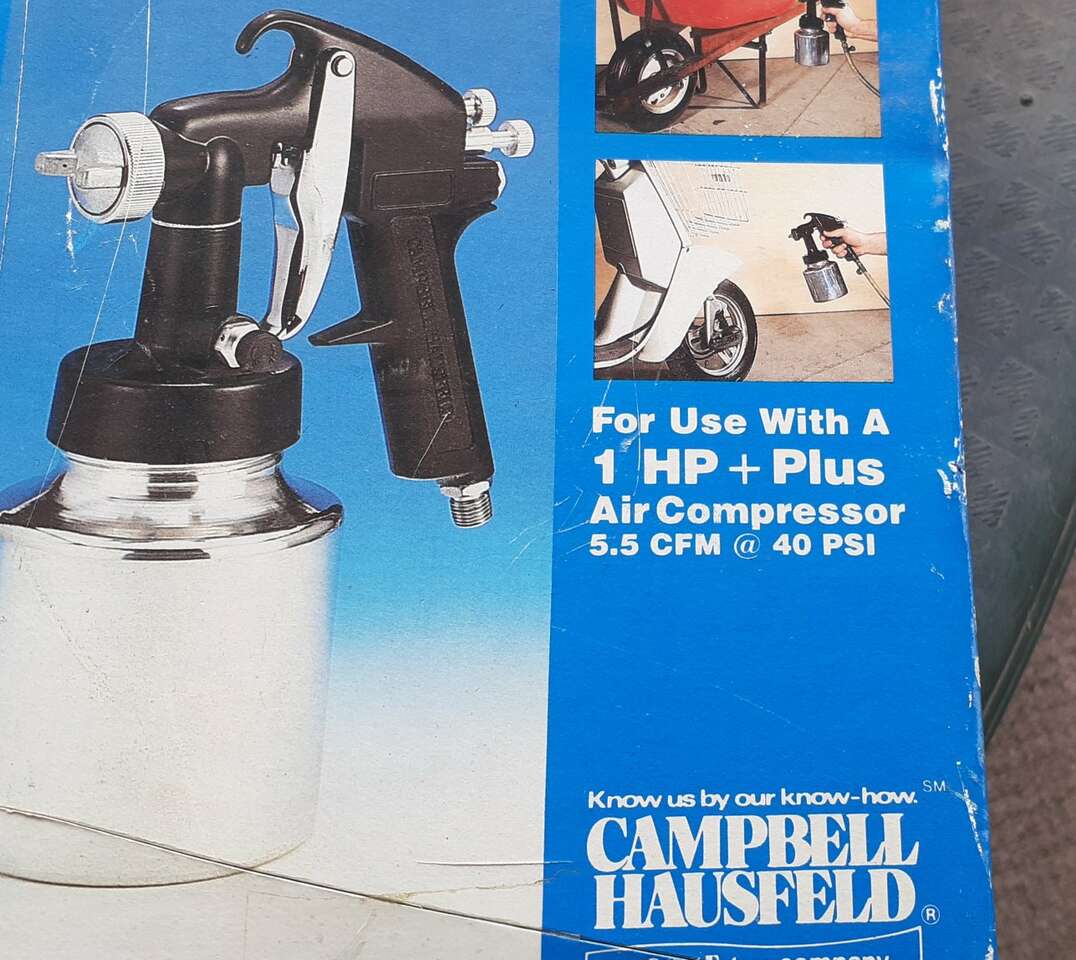 For Use With A
1 HP + Plus
Air Compressor
5.5 CFM @ 40 PSI
Know us by our know-how.℠
CAMPBELL
HAUSFELD®
company